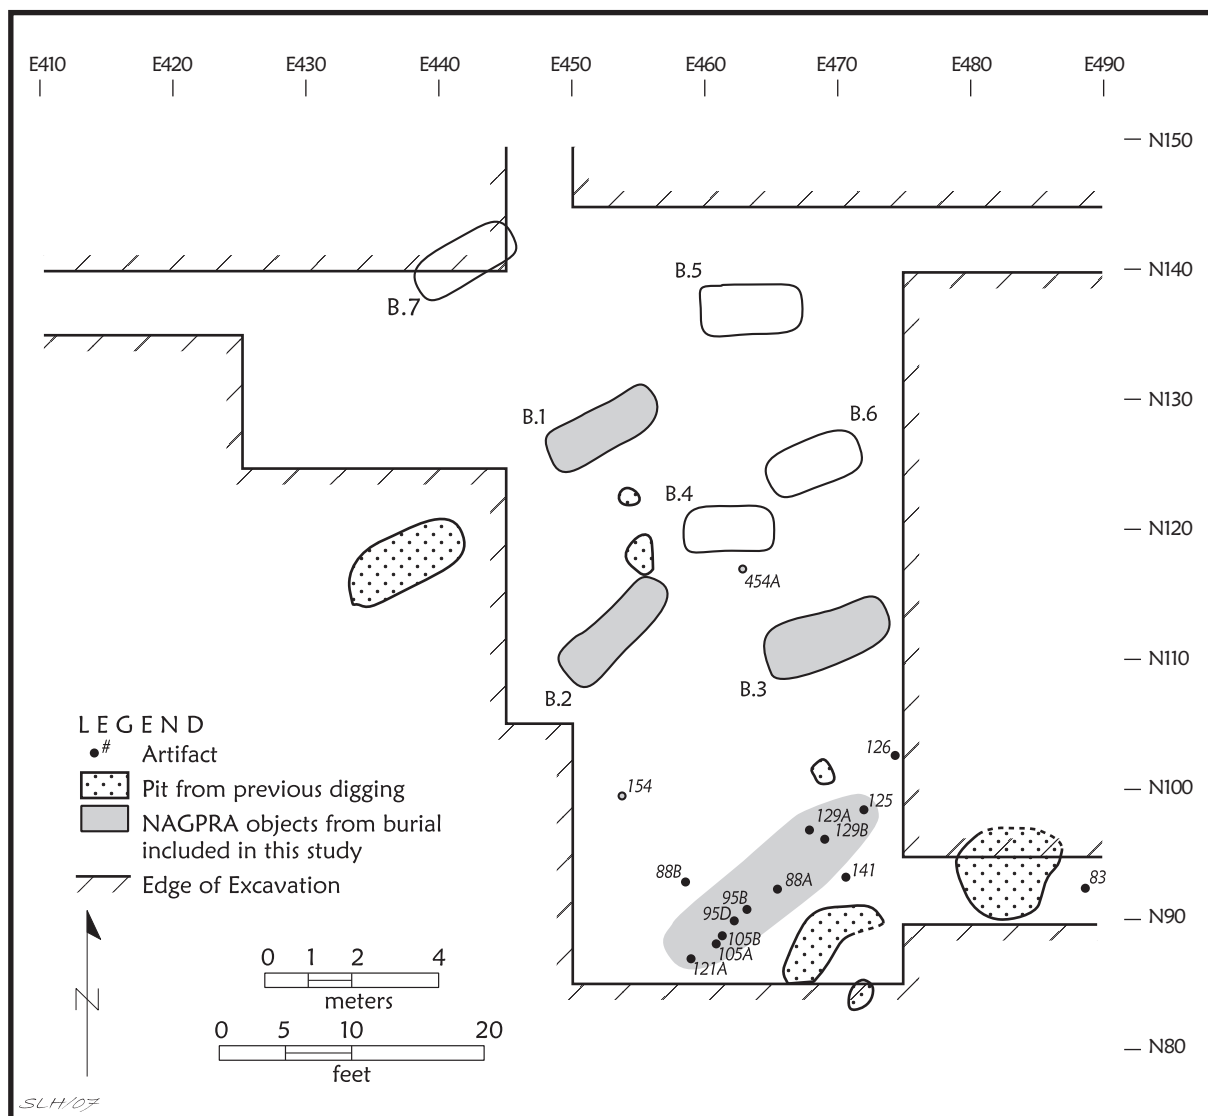 E410 E420 E430 E440 E450 E460 E470 E480 E490
N150
N140
B.5
B.7
N130
B.1
B.6
B.4
N120
454A
N110
B.3
B.2
LEGEND
# Artifact
Pit from previous digging
NAGPRA objects from burial
included in this study
Edge of Excavation
126
N100
154
125
129A
129B
88B
88A
141
83
95B
95D
N90
105B
105A
121A
0 1 2 4
meters
N
0 5 10 20
feet
N80
SLH/07